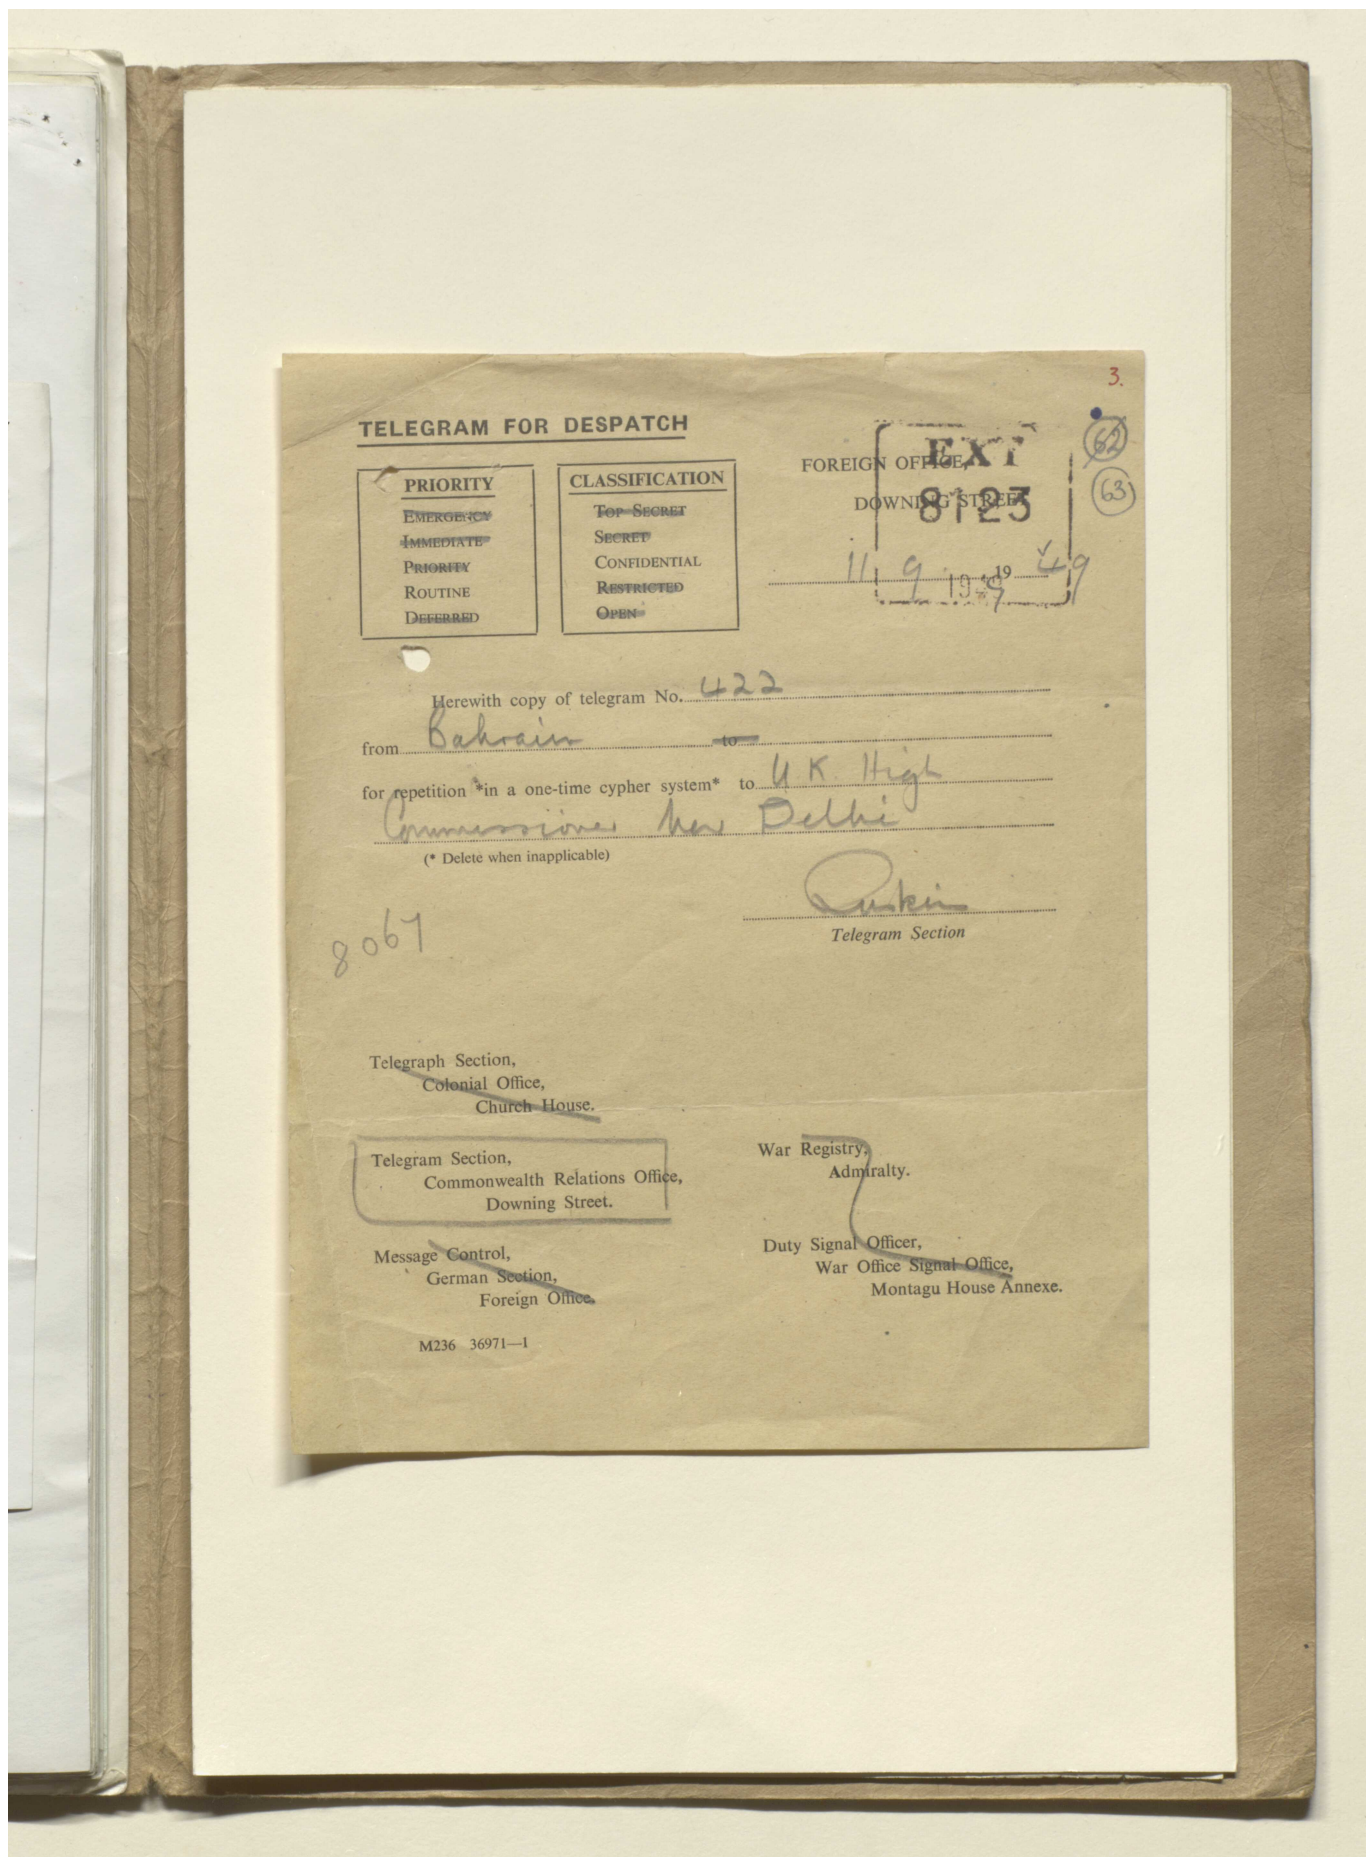 3.
TELEGRAM FOR DESPATCH
62
63
PRIORITY
EMERGENCY
IMMEDIATE
PRIORITY
ROUTINE
DEFERRED
CLASSIFICATION
TOP SECRET
SECRET
CONFIDENTIAL
RESTRICTED
OPEN
FOREIGN OFFICE,
DOWNING STREET
EXT
8123
1949
11 9 1949
Herewith copy of telegram No. 422
from Bahrain to
for repetition *in a one-time cypher system* to U K. High
Commissioner New Delhi
(* Delete when inapplicable)
Telegram Section
8067
Telegraph Section,
Colonial Office,
Church House.
Telegram Section,
Commonwealth Relations Office,
Downing Street.
Message Control,
German Section,
Foreign Office.
War Registry,
Admiralty.
Duty Signal Officer,
War Office Signal Office,
Montagu House Annexe.
M236 36971—1